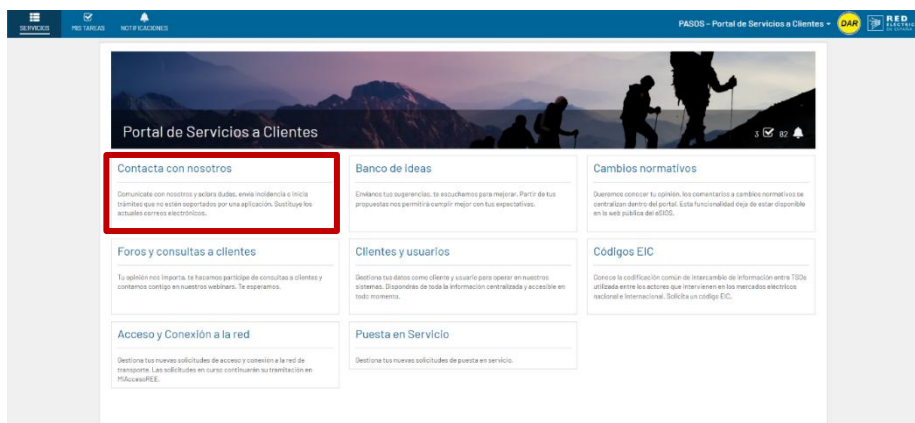 SERVICIOS
MIS TAREAS
NOTIFICACIONES
PASOS - Portal de Servicios a Clientes
DAR
RED
ELÉCTRICA
DE ESPAÑA
Portal de Servicios a Clientes
3
82
Contacta con nosotros
Comunícate con nosotros y aclara dudas, envía incidencia o inicia
trámites que no estén soportados por una aplicación. Sustituye los
actuales correos electrónicos.
Banco de ideas
Envíanos tus sugerencias, te escuchamos para mejorar. Partir de tus
propuestas nos permitirá cumplir mejor con tus expectativas.
Cambios normativos
Queremos conocer tu opinión, los comentarios a cambios normativos se
centralizan dentro del portal. Esta funcionalidad deja de estar disponible
en la web pública del eSIOS.
Foros y consultas a clientes
Tu opinión nos importa, te hacemos partícipe de consultas a clientes y
contamos contigo en nuestros webinars. Te esperamos.
Clientes y usuarios
Gestiona tus datos como cliente y usuario para operar en nuestros
sistemas. Dispondrás de toda la información centralizada y accesible en
todo momento.
Códigos EIC
Conoce la codificación común de intercambio de información entre TSOs
utilizada entre los actores que intervienen en los mercados eléctricos
nacional e internacional. Solicita un código EIC.
Acceso y Conexión a la red
Gestiona tus nuevas solicitudes de acceso y conexión a la red de
transporte. Las solicitudes en curso continuarán su tramitación en
MiAccesoREE.
Puesta en Servicio
Gestiona tus nuevas solicitudes de puesta en servicio.